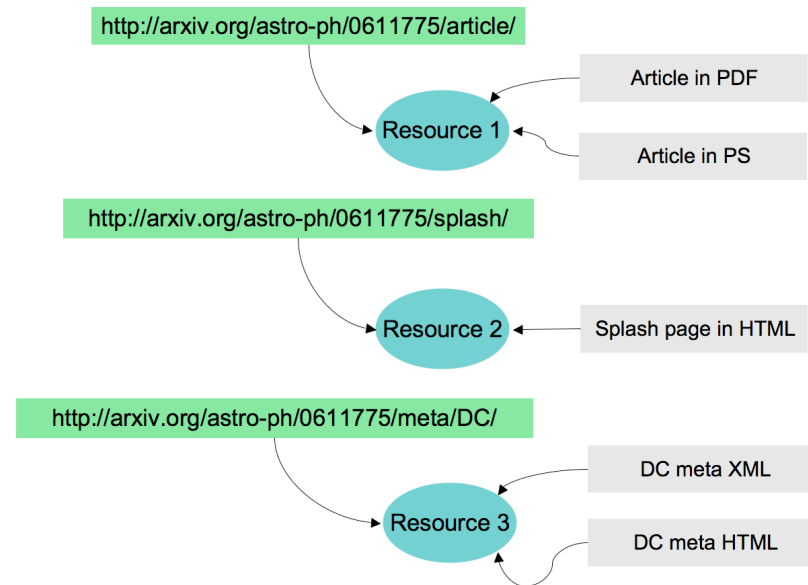 http://arxiv.org/astro-ph/0611775/article/
Article in PDF
Resource 1
Article in PS
http://arxiv.org/astro-ph/0611775/splash/
Resource 2
Splash page in HTML
http://arxiv.org/astro-ph/0611775/meta/DC/
DC meta XML
Resource 3
DC meta HTML